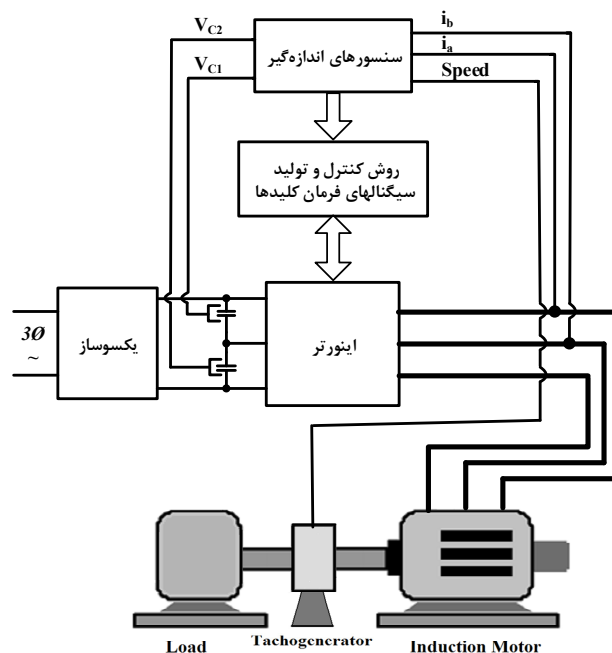 V_C2
V_C1
سنسورهای اندازه‌گیر
i_b
i_a
Speed
روش کنترل و تولید
سیگنالهای فرمان کلیدها
3Ø
~
یکسوساز
اینورتر
Load
Tachogenerator
Induction Motor